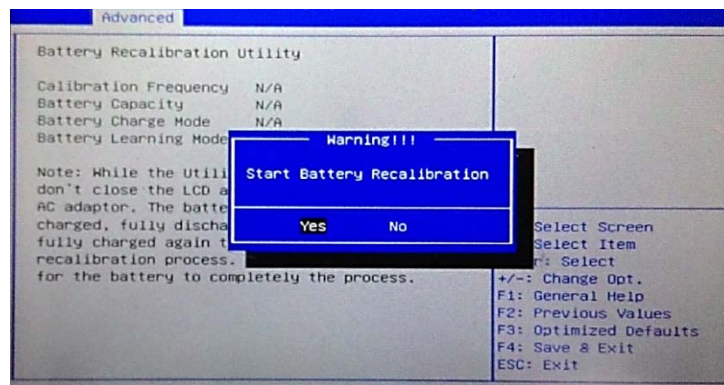 Advanced
Battery Recalibration Utility
Calibration Frequency N/A
Battery Capacity N/A
Battery Charge Mode N/A
Battery Learning Mode
Note: While the Utili
don't close the LCD a
AC adaptor. The batte
charged, fully discha
fully charged again t
recalibration process.
for the battery to completely the process.
Warning!!!
Start Battery Recalibration
Yes No
Select Screen
Select Item
r: Select
+/-: Change Opt.
F1: General Help
F2: Previous Values
F3: Optimized Defaults
F4: Save & Exit
ESC: Exit